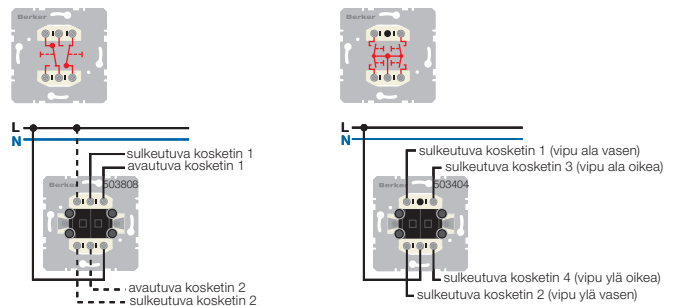 Berker
Berker
L
N
sulkeutuva kosketin 1
avautuva kosketin 1
Berker 503808
avautuva kosketin 2
sulkeutuva kosketin 2
L
N
sulkeutuva kosketin 1 (vipu ala vasen)
sulkeutuva kosketin 3 (vipu ala oikea)
Berker 503404
sulkeutuva kosketin 4 (vipu ylä oikea)
sulkeutuva kosketin 2 (vipu ylä vasen)